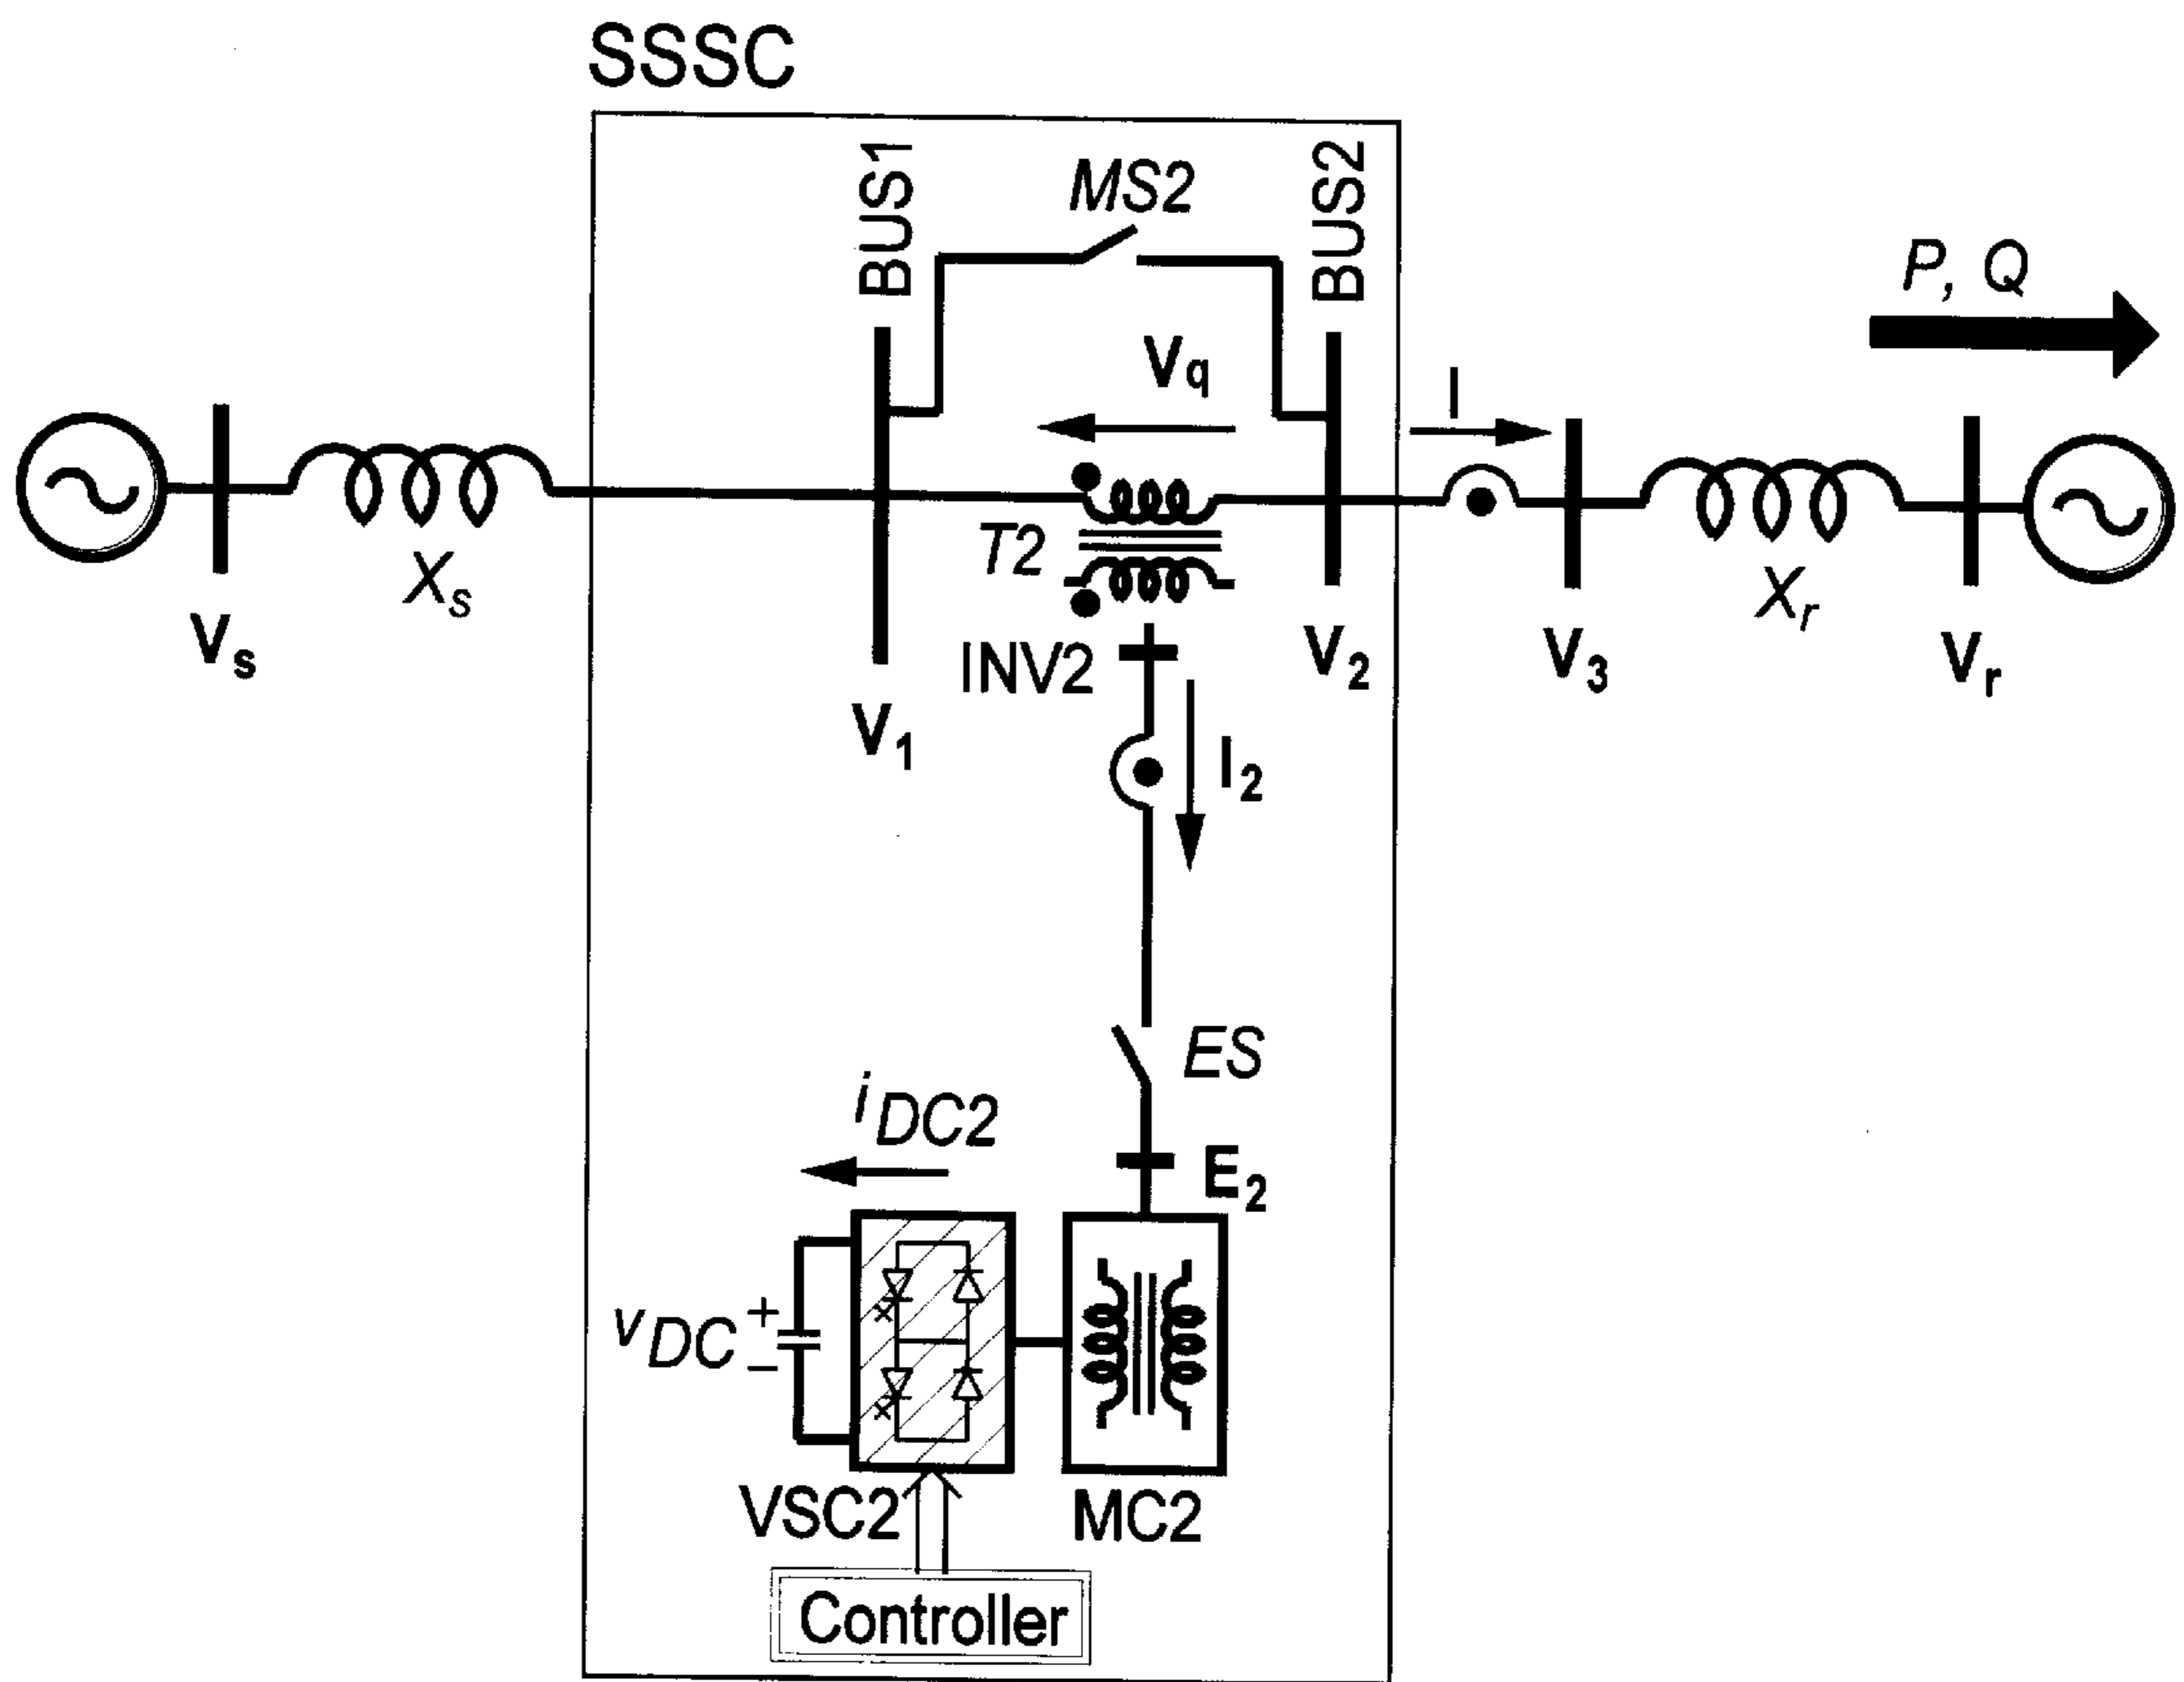 SSSC
BUS1
MS2
BUS2
P, Q
Vq
I
T2
Xs
Xr
Vs
INV2
V2
V3
Vr
V1
I2
ES
iDC2
E2
+
vDC
−
VSC2
MC2
Controller